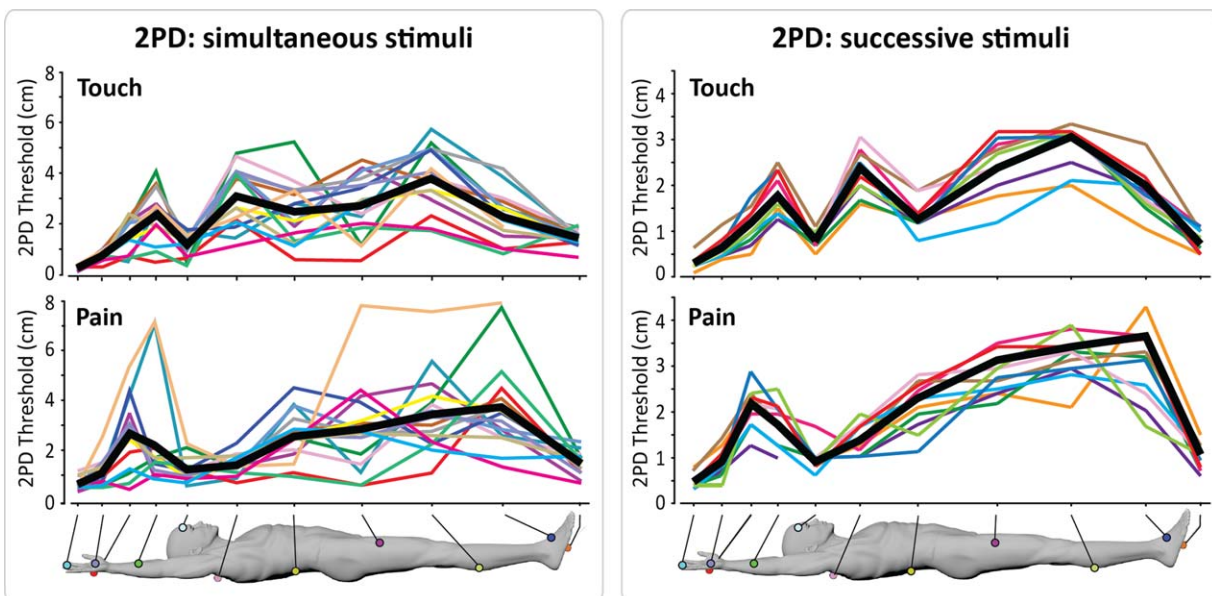 2PD: simultaneous stimuli
2PD Threshold (cm)
8
6
4
2
0
Touch
2PD Threshold (cm)
8
6
4
2
0
Pain
2PD: successive stimuli
2PD Threshold (cm)
4
3
2
1
0
Touch
2PD Threshold (cm)
4
3
2
1
0
Pain